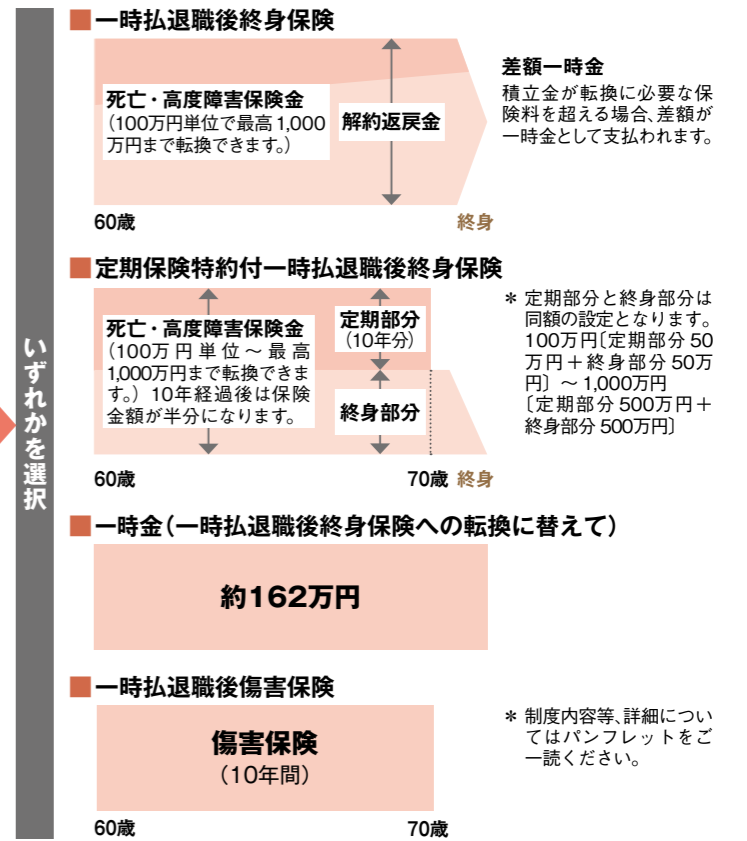 いずれかを選択
■一時払退職後終身保険
死亡・高度障害保険金
(100万円単位で最高1,000
万円まで転換できます。)
解約返戻金
60歳
終身
差額一時金
積立金が転換に必要な保
険料を超える場合、差額が
一時金として支払われます。
■定期保険特約付一時払退職後終身保険
死亡・高度障害保険金
(100万円単位～最高
1,000万円まで転換できま
す。)10年経過後は保険
金額が半分になります。
定期部分
(10年分)
終身部分
60歳
70歳
終身
＊ 定期部分と終身部分は
同額の設定となります。
100万円〔定期部分50
万円＋終身部分50万
円〕～1,000万円
〔定期部分500万円＋
終身部分500万円〕
■一時金(一時払退職後終身保険への転換に替えて)
約162万円
■一時払退職後傷害保険
傷害保険
(10年間)
60歳
70歳
＊ 制度内容等、詳細につい
てはパンフレットをご
一読ください。